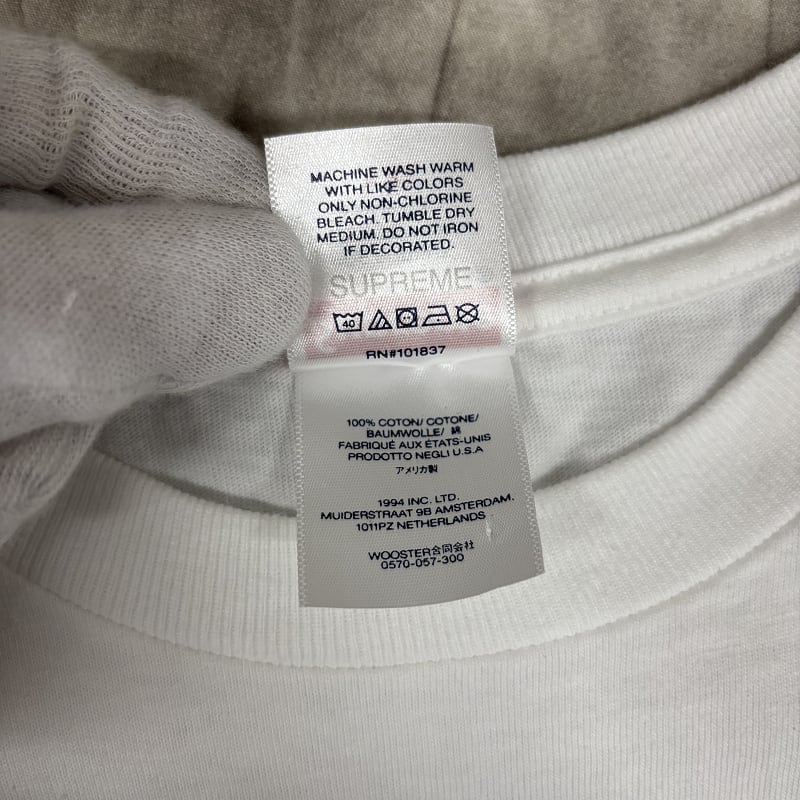 MACHINE WASH WARM
WITH LIKE COLORS
ONLY NON-CHLORINE
BLEACH. TUMBLE DRY
MEDIUM. DO NOT IRON
IF DECORATED.
SUPREME
40
RN#101837
100% COTON/ COTONE/
BAUMWOLLE/ 綿
FABRIQUÉ AUX ÉTATS-UNIS
PRODOTTO NEGLI U.S.A
アメリカ製
1994 INC. LTD.
MUIDERSTRAAT 9B AMSTERDAM.
1011PZ NETHERLANDS
WOOSTER合同会社
0570-057-300